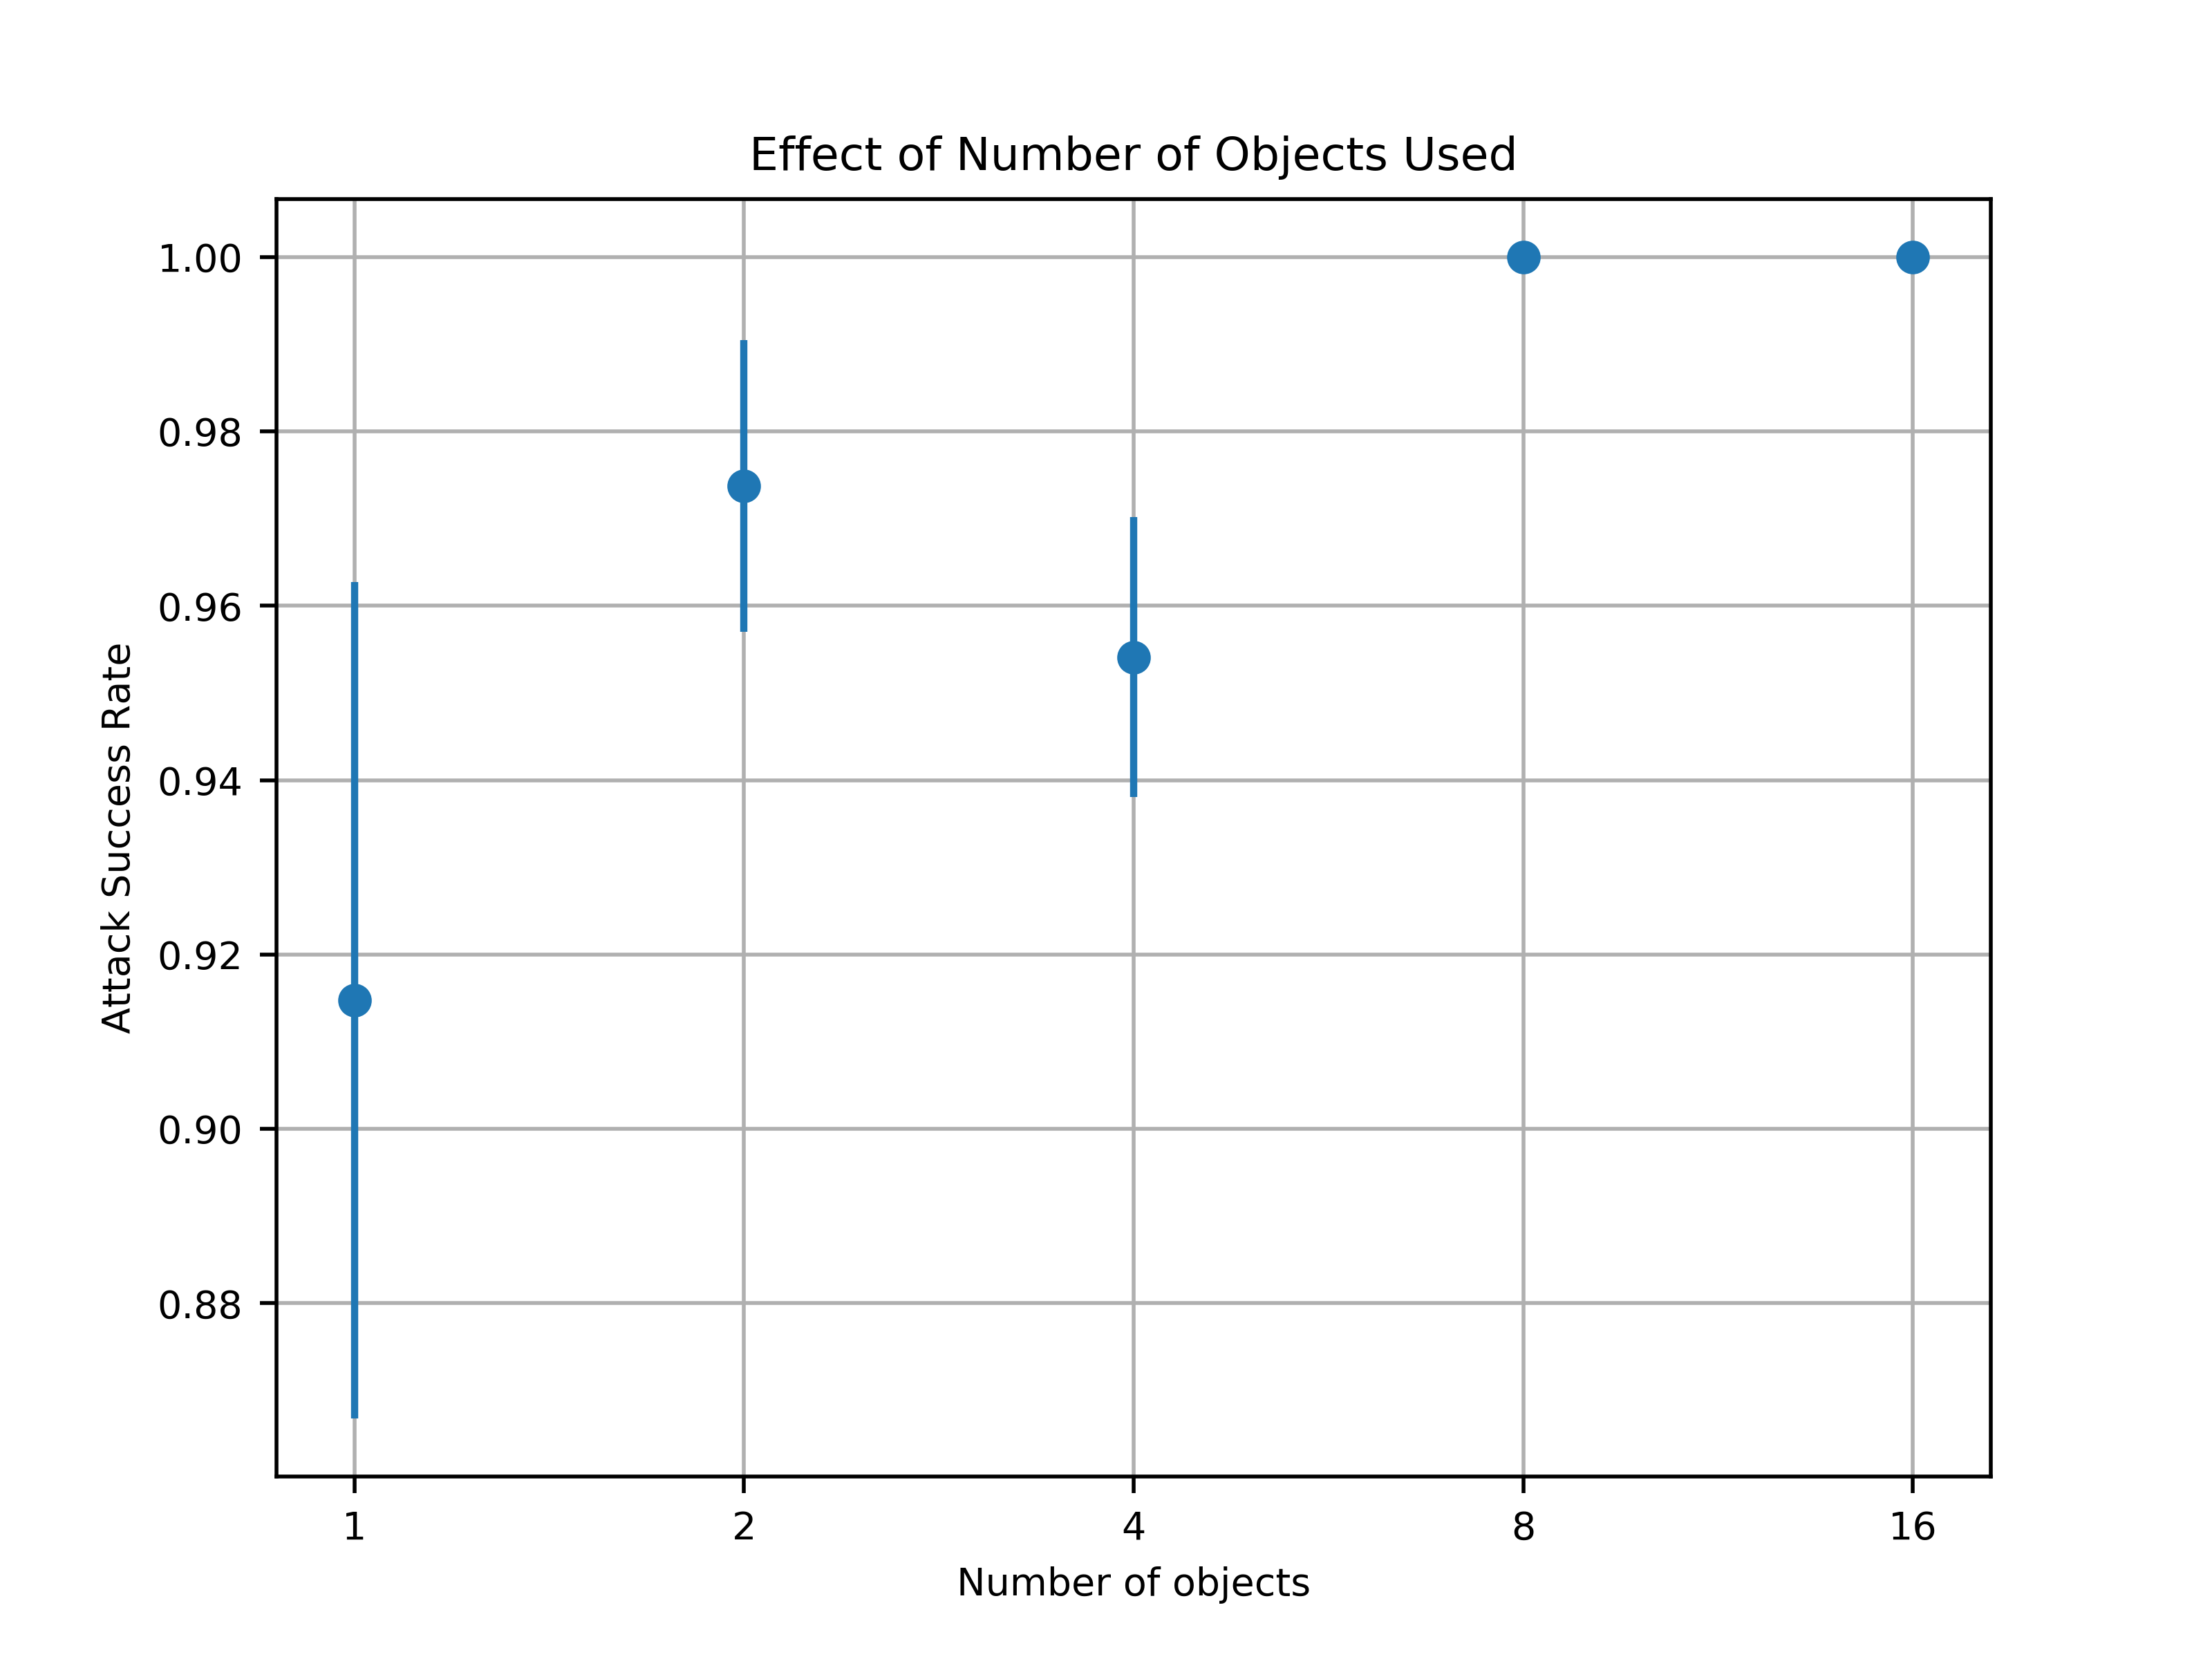 Effect of Number of Objects Used
1.00
0.98
0.96
0.94
0.92
0.90
0.88
Attack Success Rate
1 2 4 8 16
Number of objects